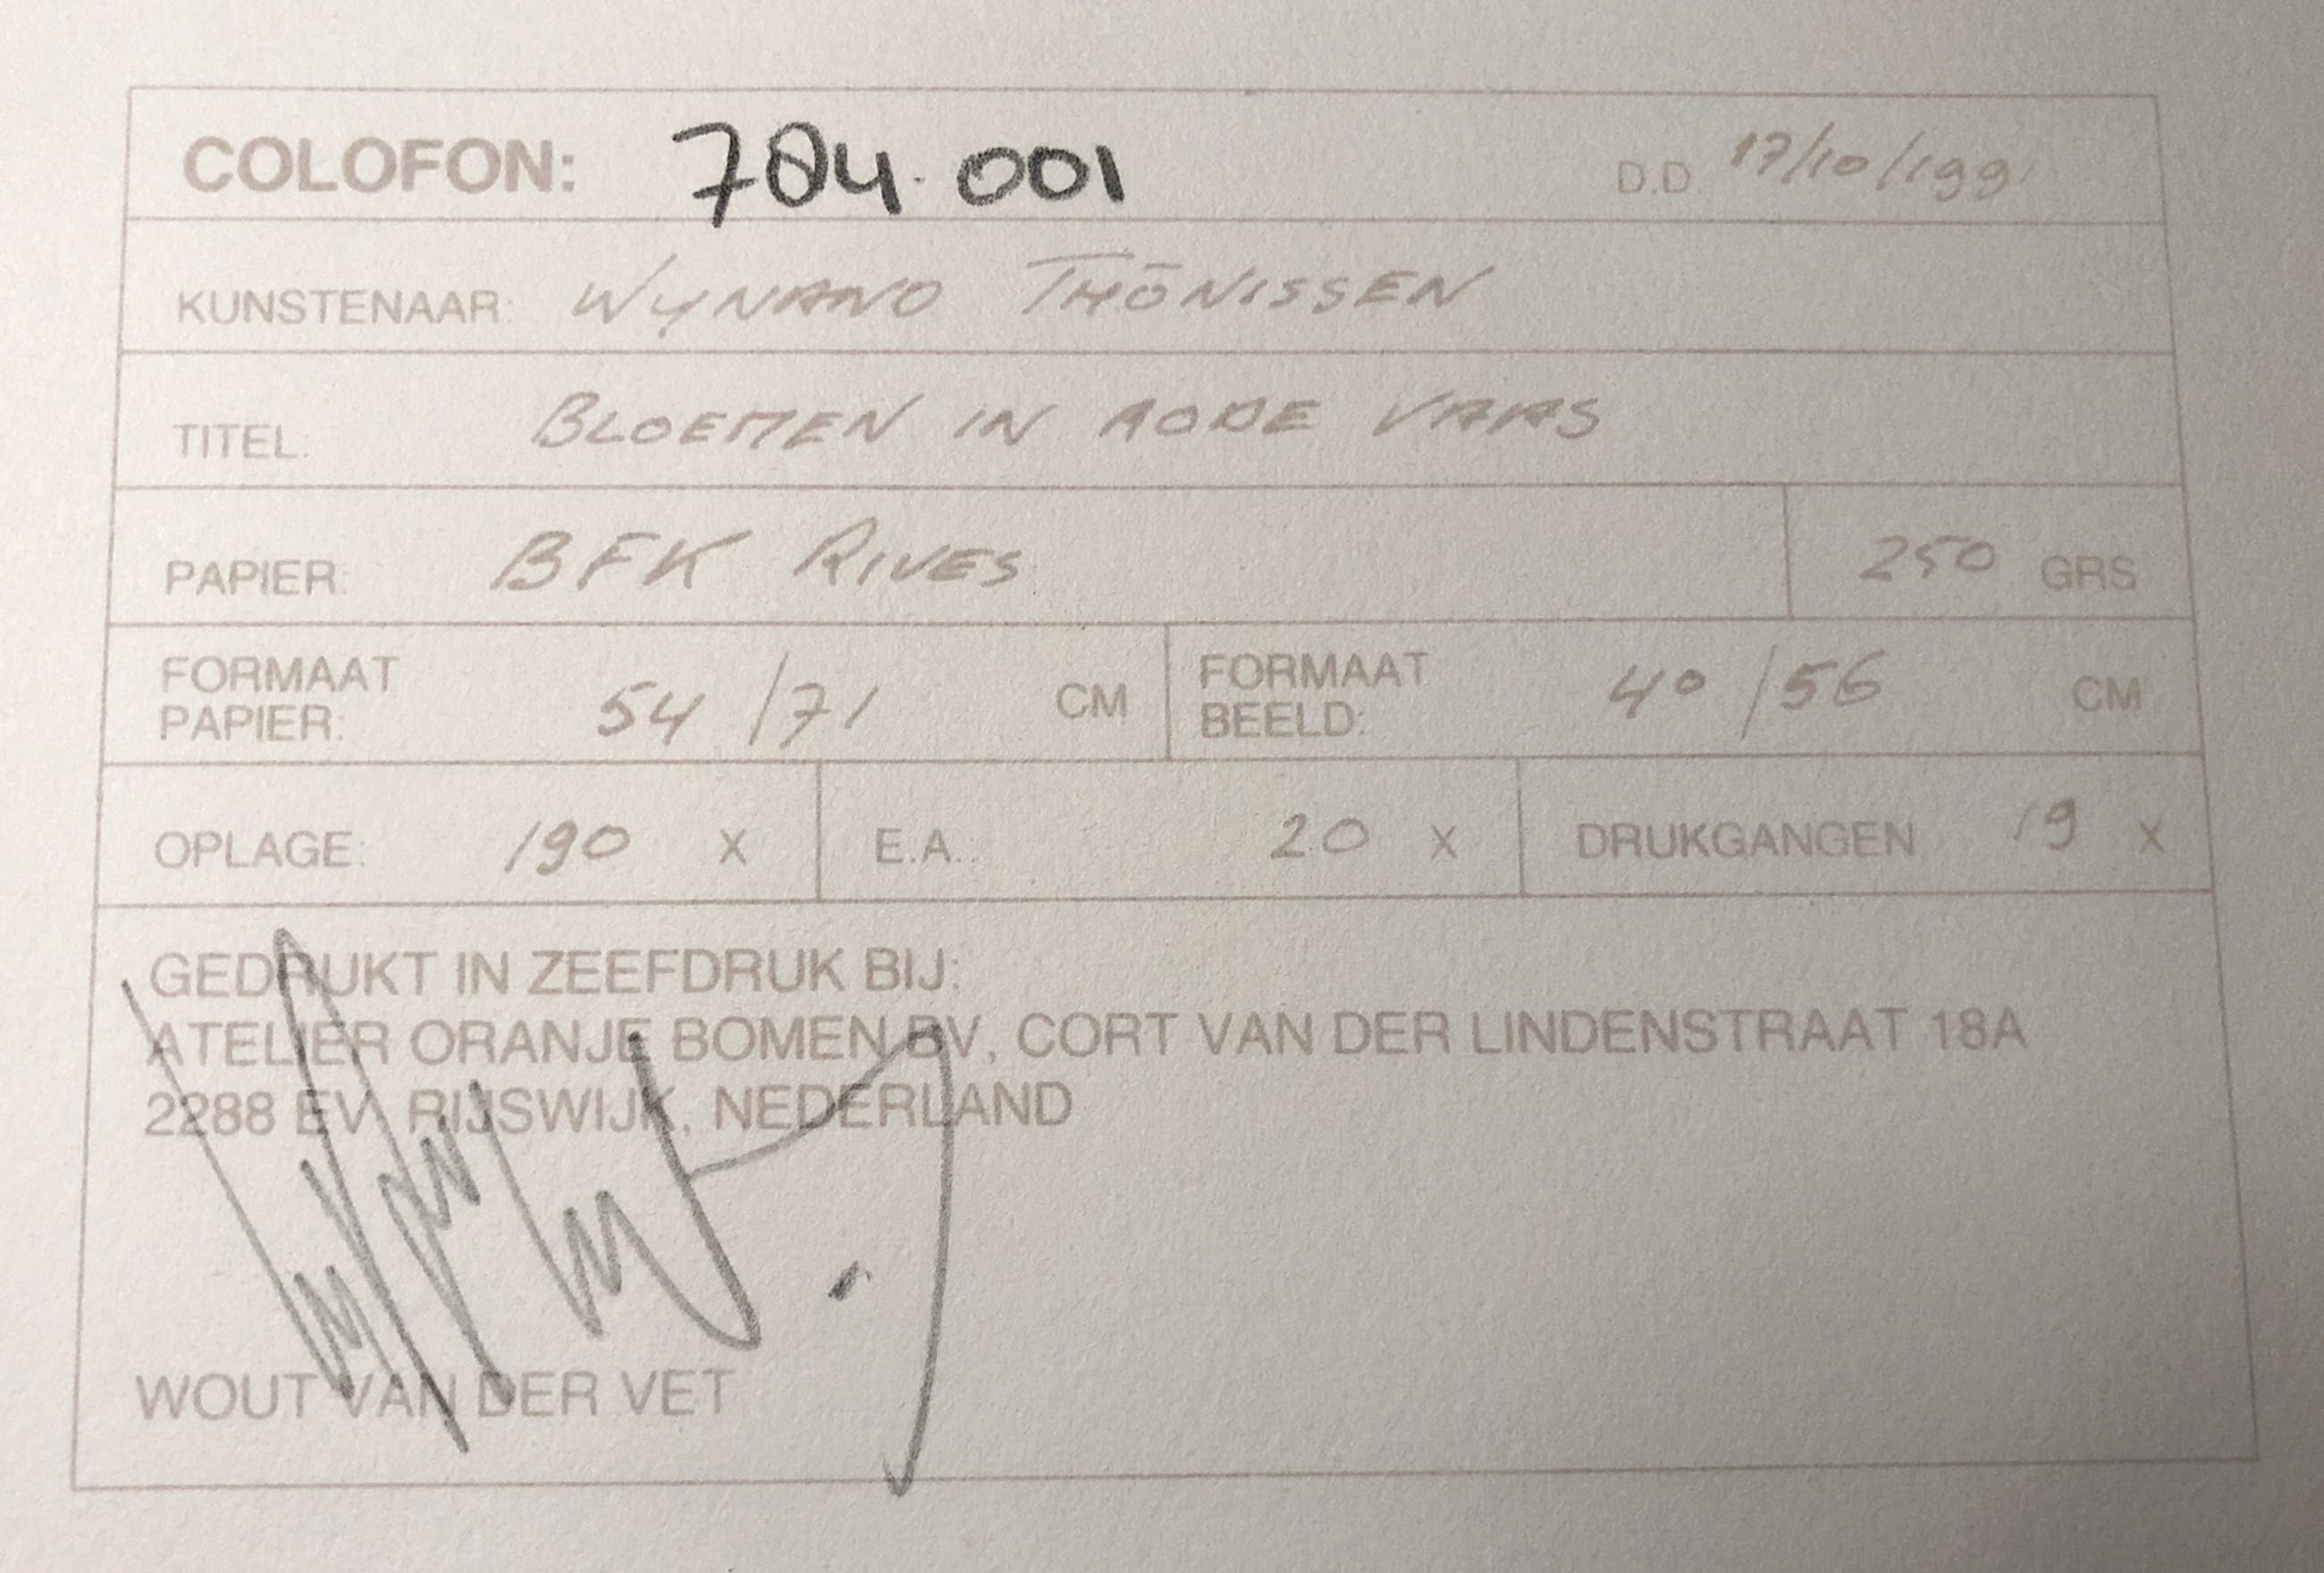 COLOFON: 784.001 D.D. 17/10/'99
KUNSTENAAR: WYNAND THÖNISSEN
TITEL: BLOEMEN IN RODE VAAS
PAPIER: BFK RIVES 250 GRS
FORMAAT PAPIER: 54/71 CM FORMAAT BEELD: 40/56 CM
OPLAGE: 190 X E.A.: 20 X DRUKGANGEN 19 X
GEDRUKT IN ZEEFDRUK BIJ:
ATELIER ORANJE BOMEN BV, CORT VAN DER LINDENSTRAAT 18A
2288 EV RIJSWIJK, NEDERLAND
WOUT VAN DER VET